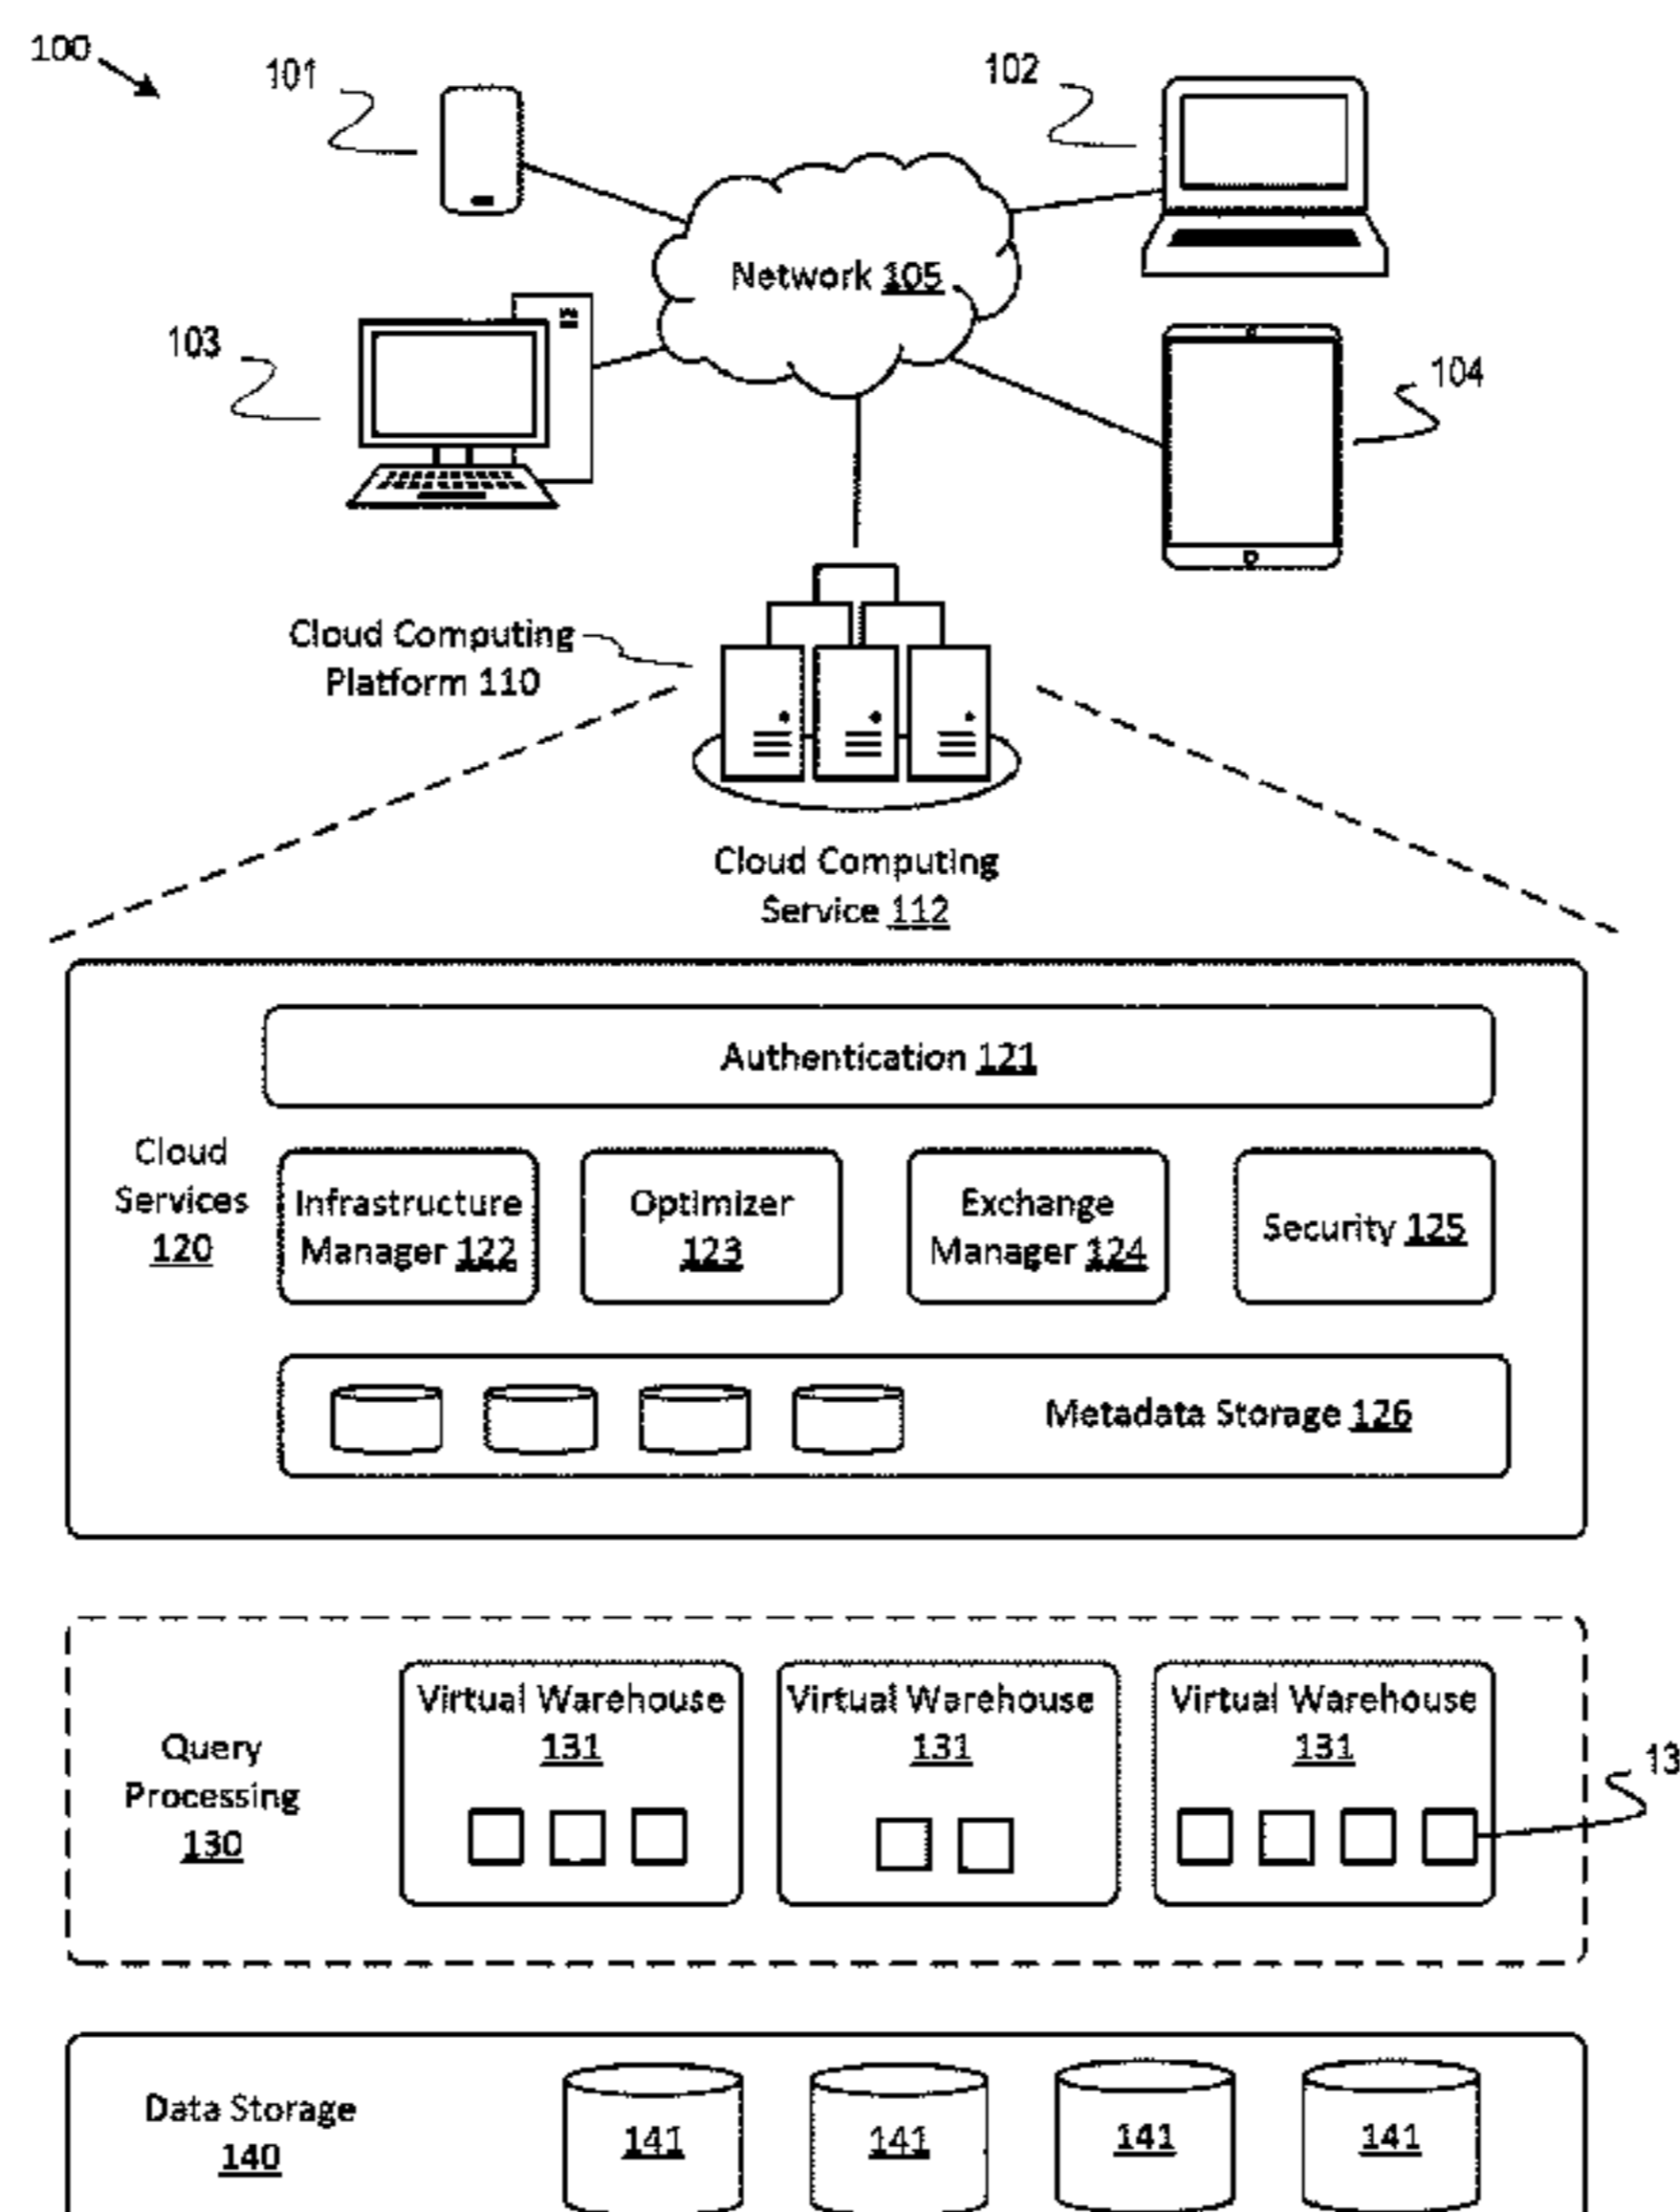 100
101
102
Network 105
103
104
Cloud Computing
Platform 110
Cloud Computing
Service 112
Authentication 121
Cloud
Services
120
Infrastructure
Manager 122
Optimizer
123
Exchange
Manager 124
Security 125
Metadata Storage 126
Query
Processing
130
Virtual Warehouse
131
Virtual Warehouse
131
Virtual Warehouse
131
13
Data Storage
140
141
141
141
141